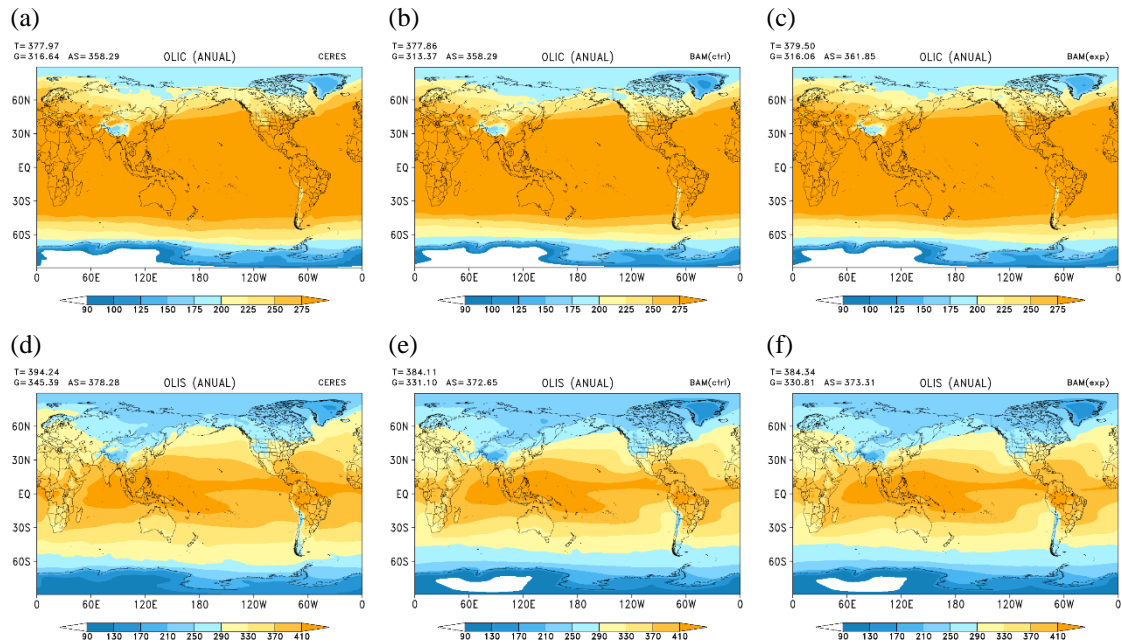 (a)
T=377.97
G=316.64 AS=358.29 OLIC (ANUAL) CERES
60N
30N
EQ
30S
60S
0 60E 120E 180 120W 60W 0
90 100 125 150 175 200 225 250 275
(b)
T=377.86
G=313.37 AS=358.29 OLIC (ANUAL) BAM(ctrl)
60N
30N
EQ
30S
60S
0 60E 120E 180 120W 60W 0
90 100 125 150 175 200 225 250 275
(c)
T=379.50
G=316.06 AS=361.85 OLIC (ANUAL) BAM(exp)
60N
30N
EQ
30S
60S
0 60E 120E 180 120W 60W 0
90 100 125 150 175 200 225 250 275
(d)
T=394.24
G=345.39 AS=378.28 OLIS (ANUAL) CERES
60N
30N
EQ
30S
60S
0 60E 120E 180 120W 60W 0
90 130 170 210 250 290 330 370 410
(e)
T=384.11
G=331.10 AS=372.65 OLIS (ANUAL) BAM(ctrl)
60N
30N
EQ
30S
60S
0 60E 120E 180 120W 60W 0
90 130 170 210 250 290 330 370 410
(f)
T=384.34
G=330.81 AS=373.31 OLIS (ANUAL) BAM(exp)
60N
30N
EQ
30S
60S
0 60E 120E 180 120W 60W 0
90 130 170 210 250 290 330 370 410